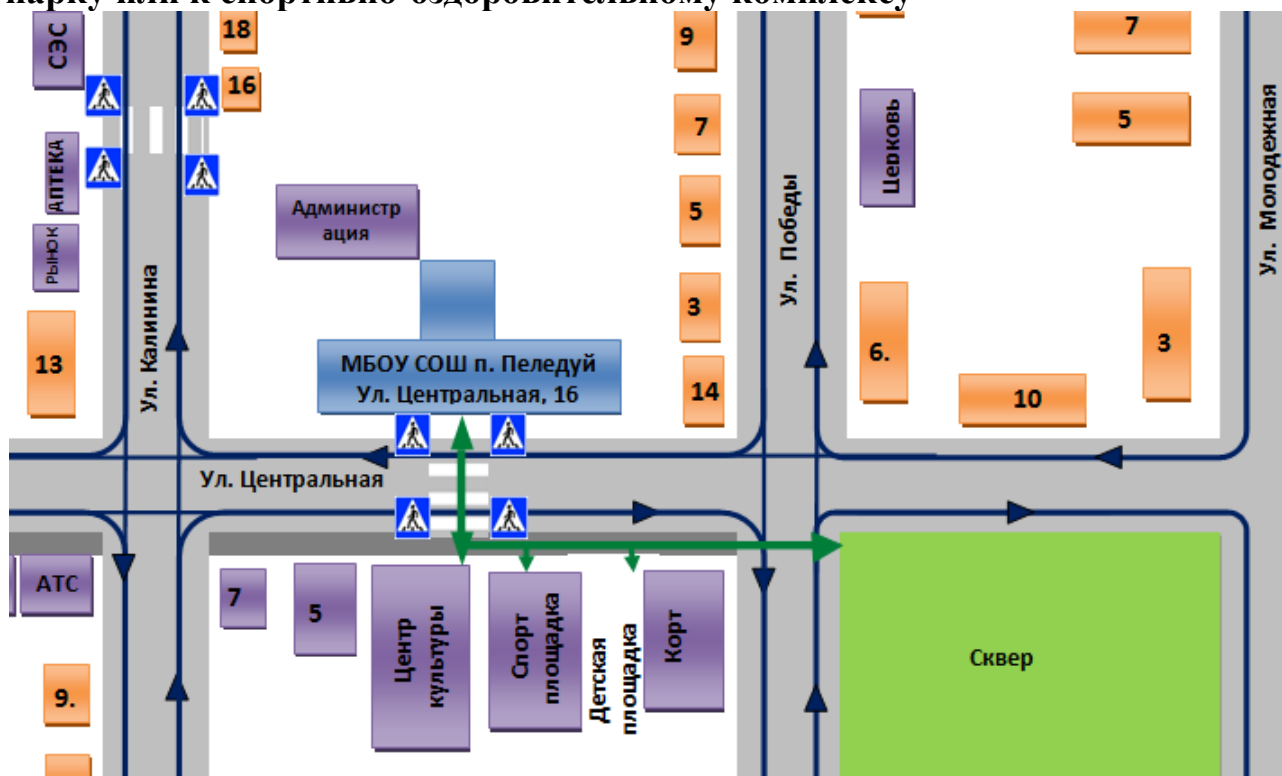 парку или к спортивно-оздоровительному комплексу
СЭС
18
16
9
7
7
5
Церковь
АПТЕКА
РЫНОК
Администр
ация
5
Ул. Победы
Ул. Молодежная
Ул. Калинина
13
3
6.
3
МБОУ СОШ п. Пеледуй
Ул. Центральная, 16
14
10
Ул. Центральная
АТС
7
5
Центр
культуры
Спорт
площадка
Детская
площадка
Корт
Сквер
9.